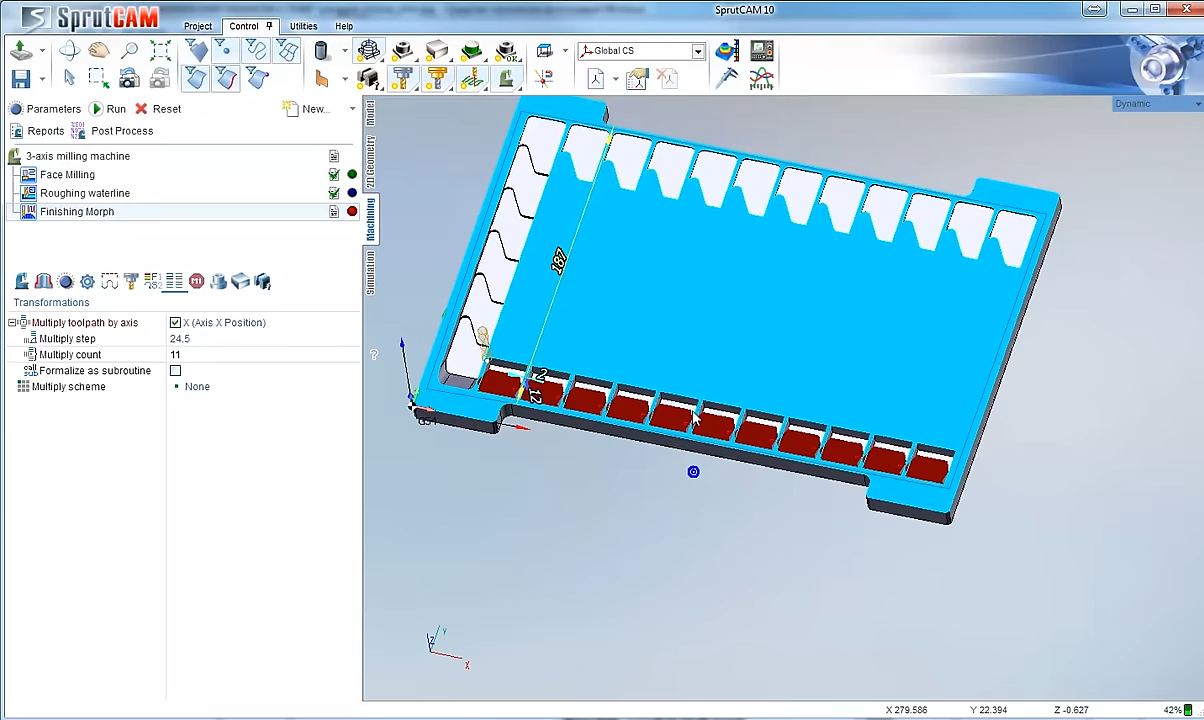 SprutCAM
SprutCAM 10
Project
Control
Utilities
Help
Global CS
Parameters
Run
Reset
New...
Reports
Post Process
Dynamic
3-axis milling machine
Face Milling
Roughing waterline
Finishing Morph
Model
2D Geometry
Machining
Simulation
?
Transformations
Multiply toolpath by axis
X (Axis X Position)
Multiply step
24.5
Multiply count
11
Formalize as subroutine
Multiply scheme
None
187
2
12
Z
Y
X
X 279.586
Y 22.394
Z -0.627
42%